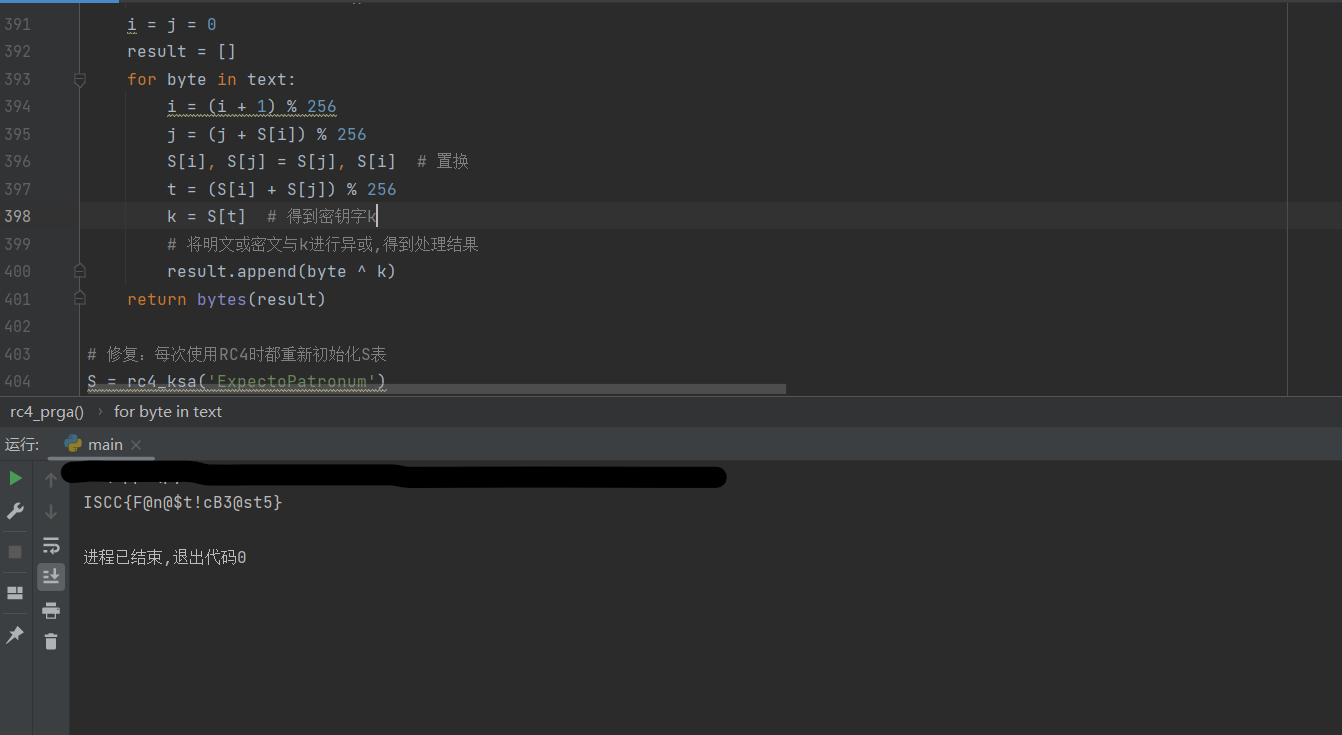 391 i = j = 0
392 result = []
393 for byte in text:
394 i = (i + 1) % 256
395 j = (j + S[i]) % 256
396 S[i], S[j] = S[j], S[i]  # 置换
397 t = (S[i] + S[j]) % 256
398 k = S[t]  # 得到密钥字k
399 # 将明文或密文与k进行异或,得到处理结果
400 result.append(byte ^ k)
401 return bytes(result)
402
403 # 修复：每次使用RC4时都重新初始化S表
404 S = rc4_ksa('ExpectoPatronum')
rc4_prga() › for byte in text
运行: main ×
ISCC{F@n@$t!cB3@st5}
进程已结束,退出代码0